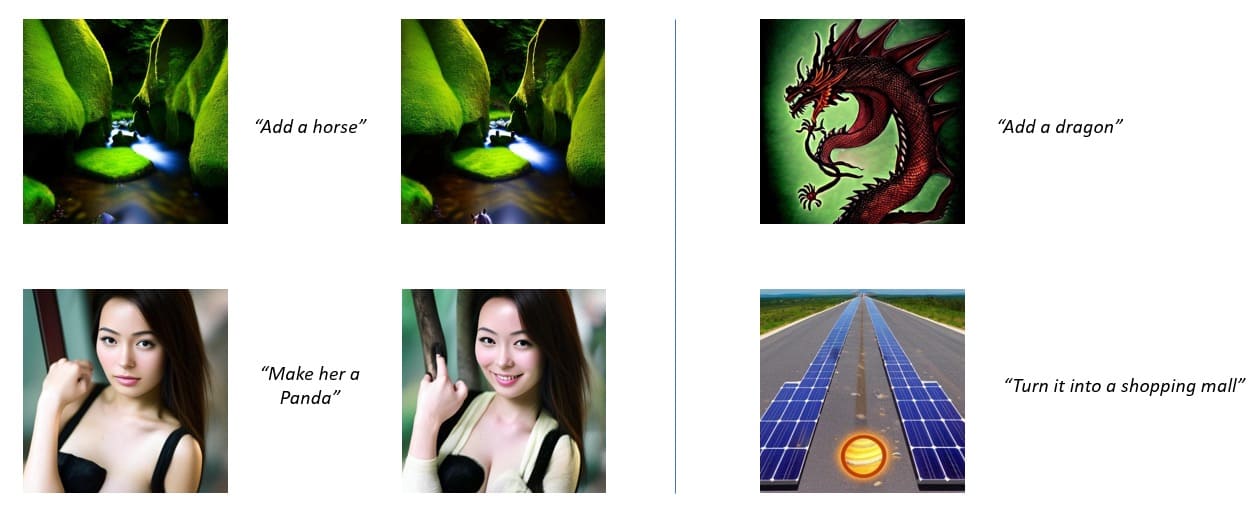 “Add a horse”
“Add a dragon”
“Make her a
Panda”
“Turn it into a shopping mall”